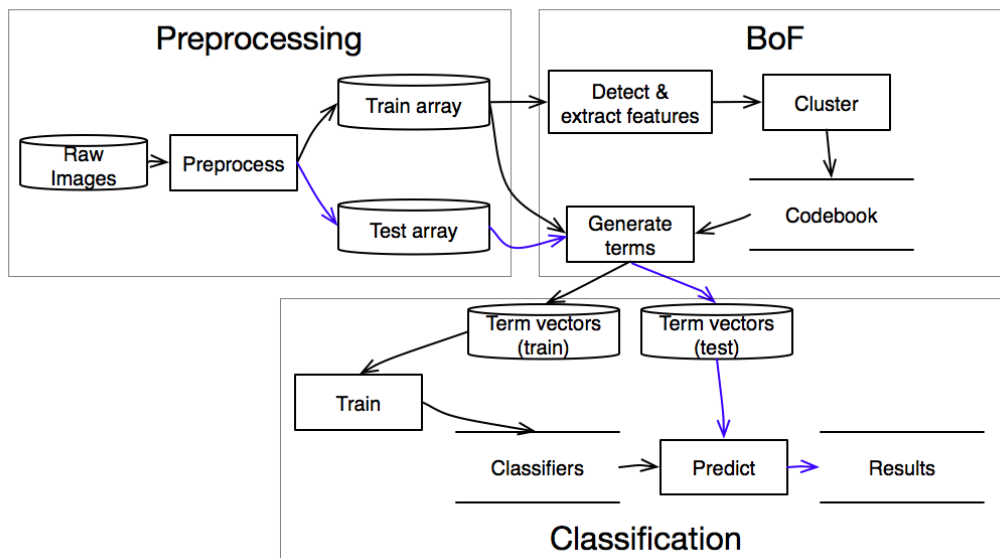 Preprocessing
BoF
Train array
Detect &
extract features
Cluster
Raw
Images
Preprocess
Test array
Generate
terms
Codebook
Term vectors
(train)
Term vectors
(test)
Train
Classifiers
Predict
Results
Classification